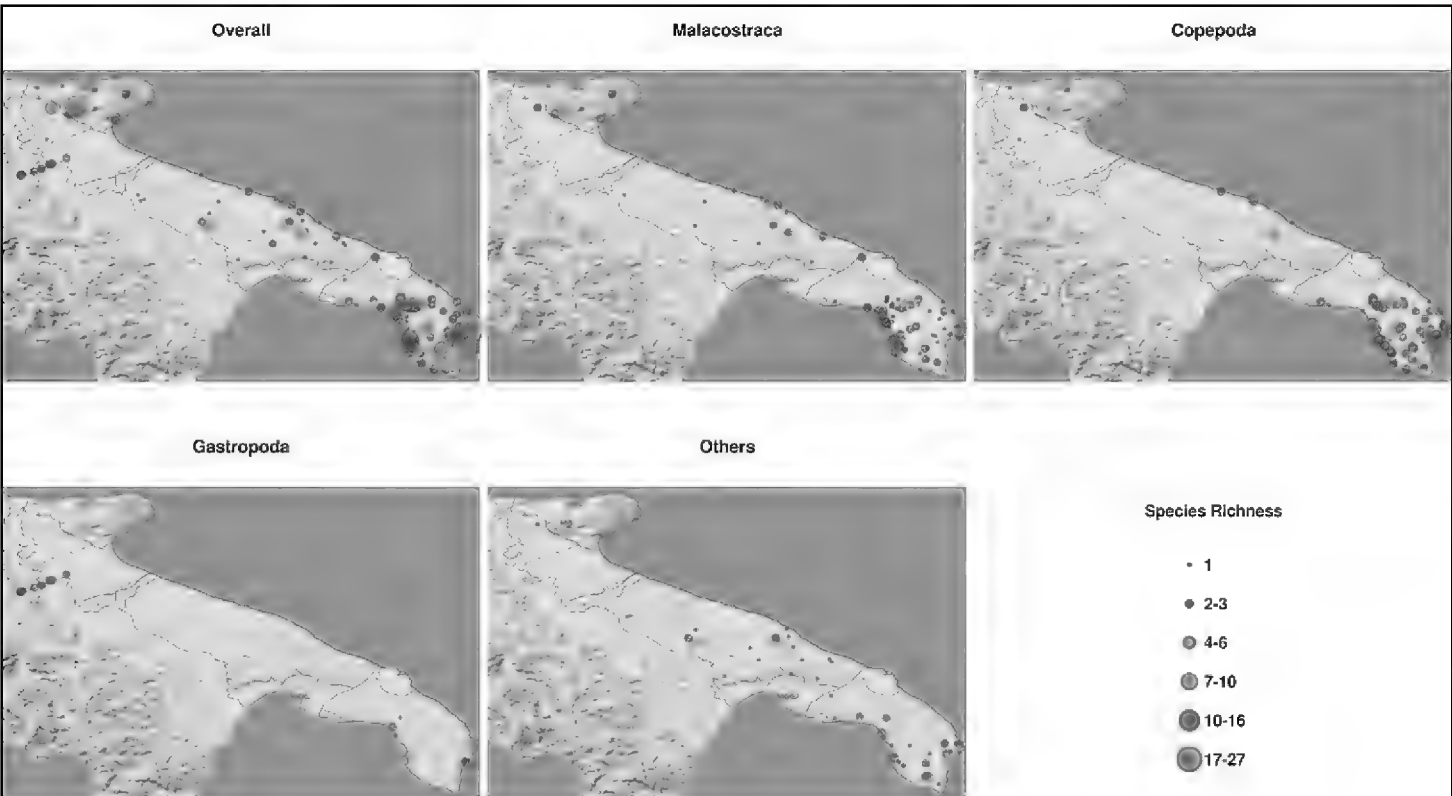 Overall
Malacostraca
Copepoda
Gastropoda
Others
Species Richness
1
2-3
4-6
7-10
10-16
17-27